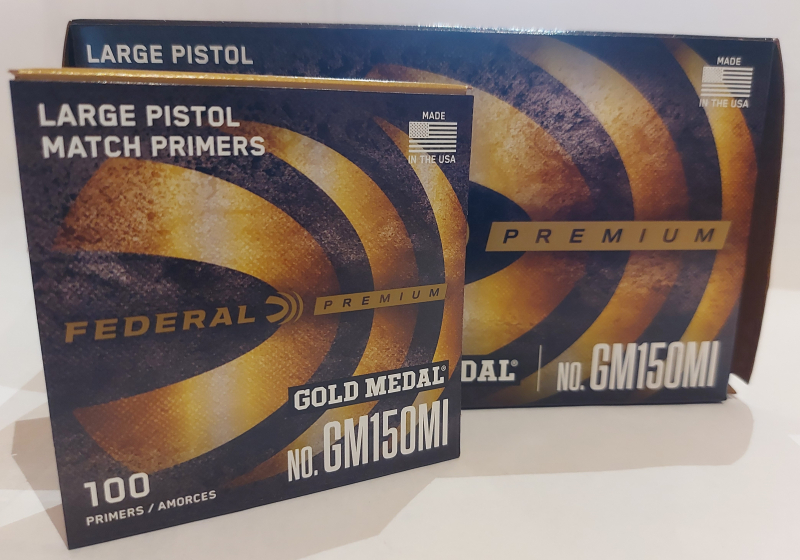 LARGE PISTOL
MADE
IN THE USA
PREMIUM
DAL®
NO. GM150MI
LARGE PISTOL
MATCH PRIMERS
MADE
IN THE USA
FEDERAL PREMIUM
GOLD MEDAL®
NO. GM150MI
100
PRIMERS / AMORCES